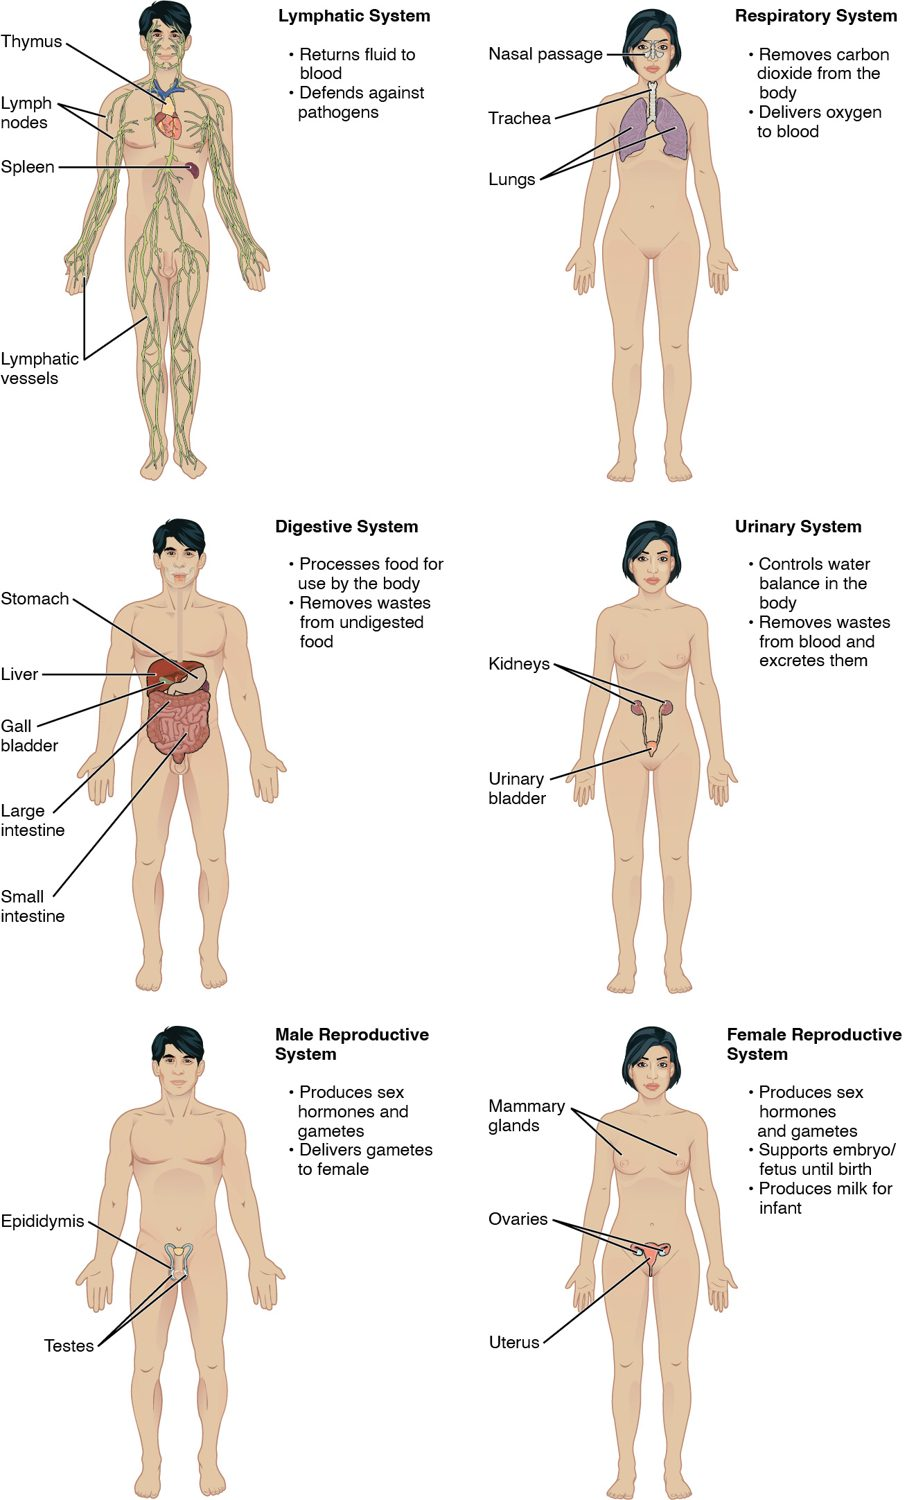 Lymphatic System
• Returns fluid to
blood
• Defends against
pathogens
Thymus
Lymph
nodes
Spleen
Lymphatic
vessels
Respiratory System
• Removes carbon
dioxide from the
body
• Delivers oxygen
to blood
Nasal passage
Trachea
Lungs
Digestive System
• Processes food for
use by the body
• Removes wastes
from undigested
food
Stomach
Liver
Gall
bladder
Large
intestine
Small
intestine
Urinary System
• Controls water
balance in the
body
• Removes wastes
from blood and
excretes them
Kidneys
Urinary
bladder
Male Reproductive
System
• Produces sex
hormones and
gametes
• Delivers gametes
to female
Epididymis
Testes
Female Reproductive
System
• Produces sex
hormones
and gametes
• Supports embryo/
fetus until birth
• Produces milk for
infant
Mammary
glands
Ovaries
Uterus